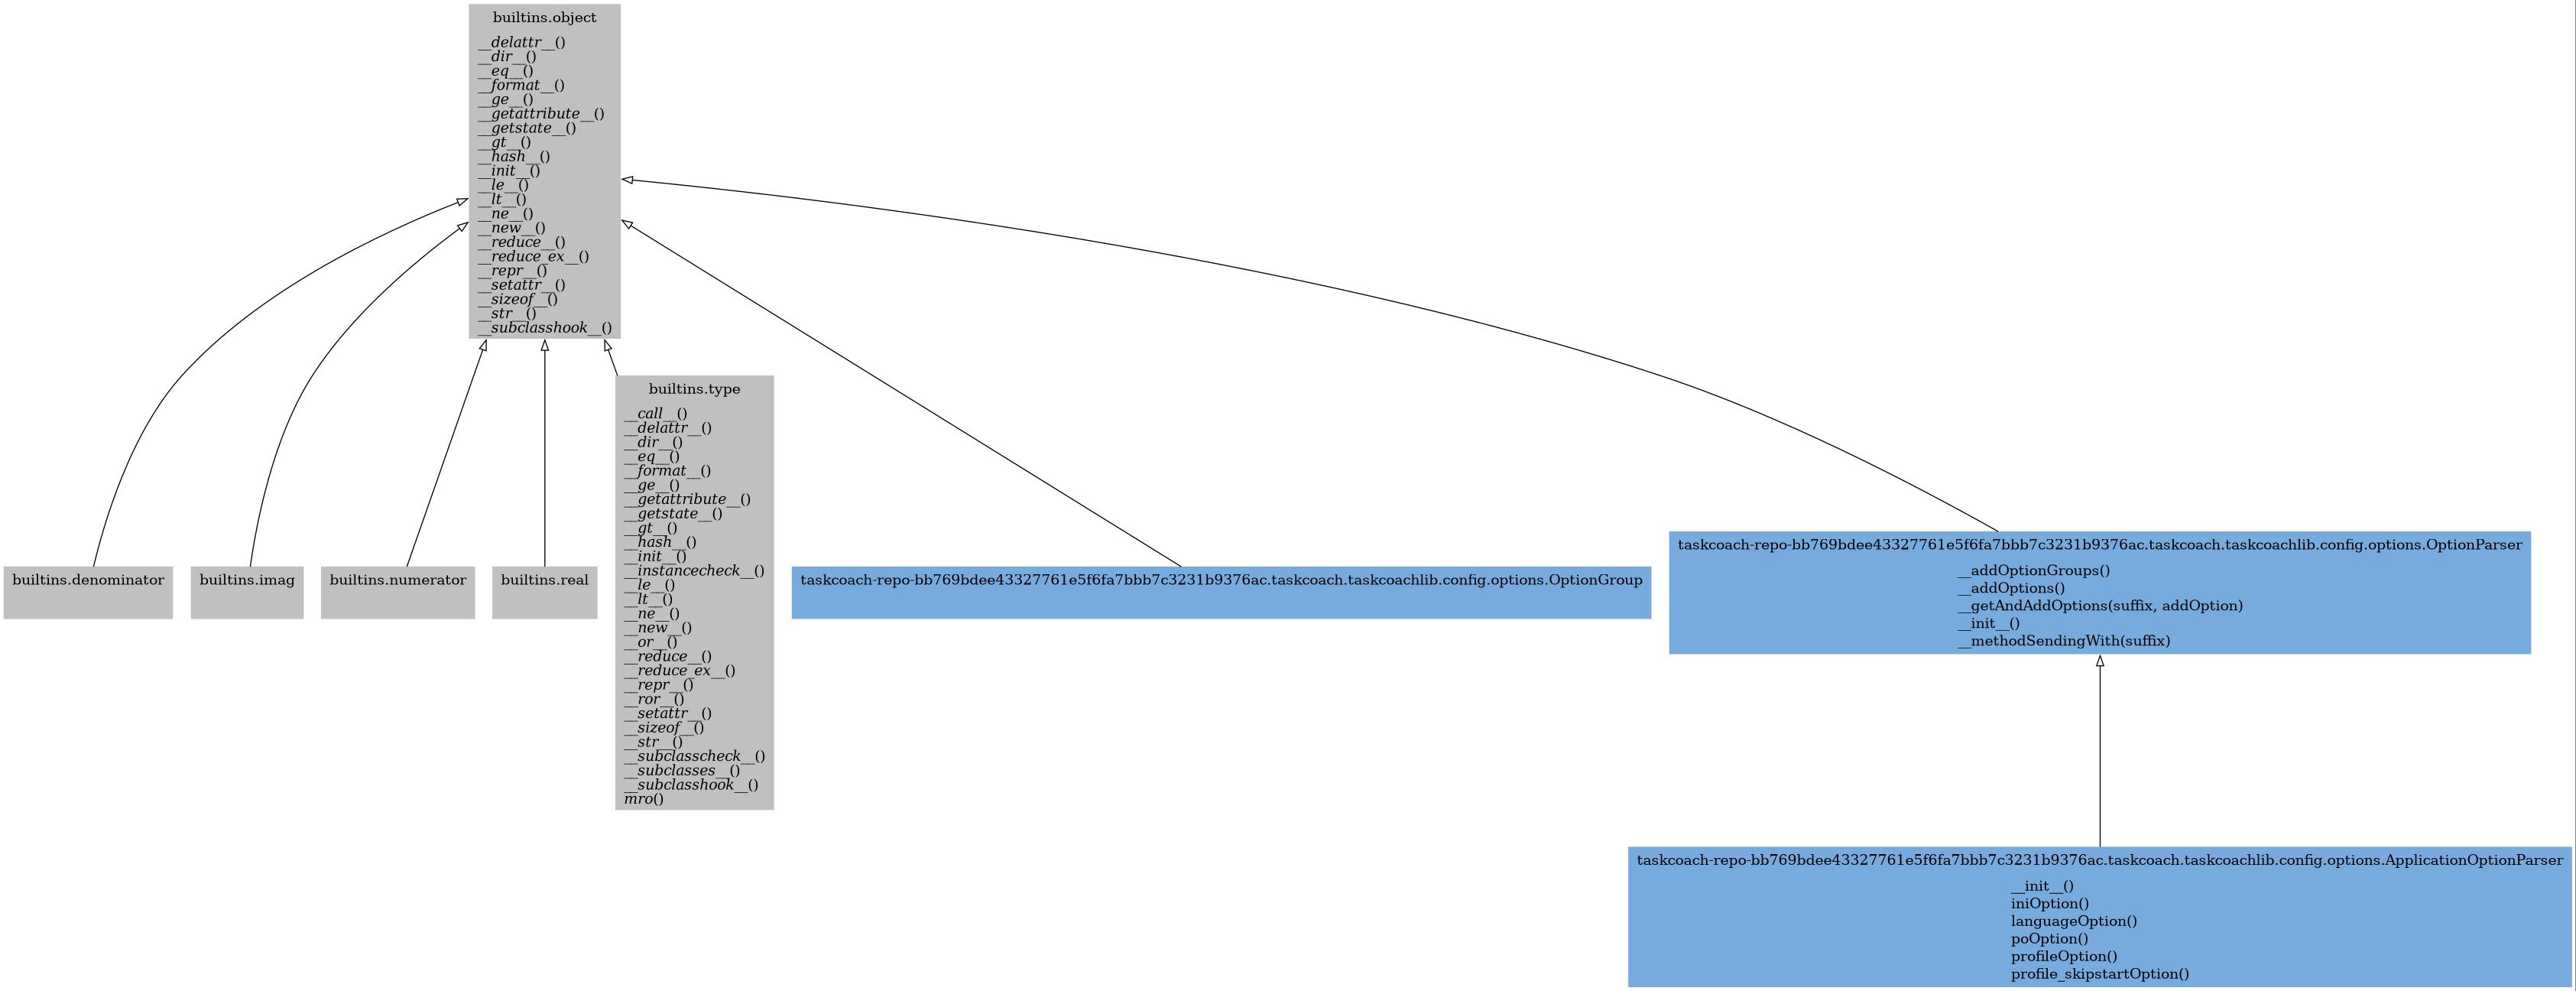 builtins.object
__delattr__()
__dir__()
__eq__()
__format__()
__ge__()
__getattribute__()
__getstate__()
__gt__()
__hash__()
__init__()
__le__()
__lt__()
__ne__()
__new__()
__reduce__()
__reduce_ex__()
__repr__()
__setattr__()
__sizeof__()
__str__()
__subclasshook__()
builtins.denominator
builtins.imag
builtins.numerator
builtins.real
builtins.type
__call__()
__delattr__()
__dir__()
__eq__()
__format__()
__ge__()
__getattribute__()
__getstate__()
__gt__()
__hash__()
__init__()
__instancecheck__()
__le__()
__lt__()
__ne__()
__new__()
__or__()
__reduce__()
__reduce_ex__()
__repr__()
__ror__()
__setattr__()
__sizeof__()
__str__()
__subclasscheck__()
__subclasses__()
__subclasshook__()
mro()
taskcoach-repo-bb769bdee43327761e5f6fa7bbb7c3231b9376ac.taskcoach.taskcoachlib.config.options.OptionGroup
taskcoach-repo-bb769bdee43327761e5f6fa7bbb7c3231b9376ac.taskcoach.taskcoachlib.config.options.OptionParser
__addOptionGroups()
__addOptions()
__getAndAddOptions(suffix, addOption)
__init__()
__methodSendingWith(suffix)
taskcoach-repo-bb769bdee43327761e5f6fa7bbb7c3231b9376ac.taskcoach.taskcoachlib.config.options.ApplicationOptionParser
__init__()
iniOption()
languageOption()
poOption()
profileOption()
profile_skipstartOption()